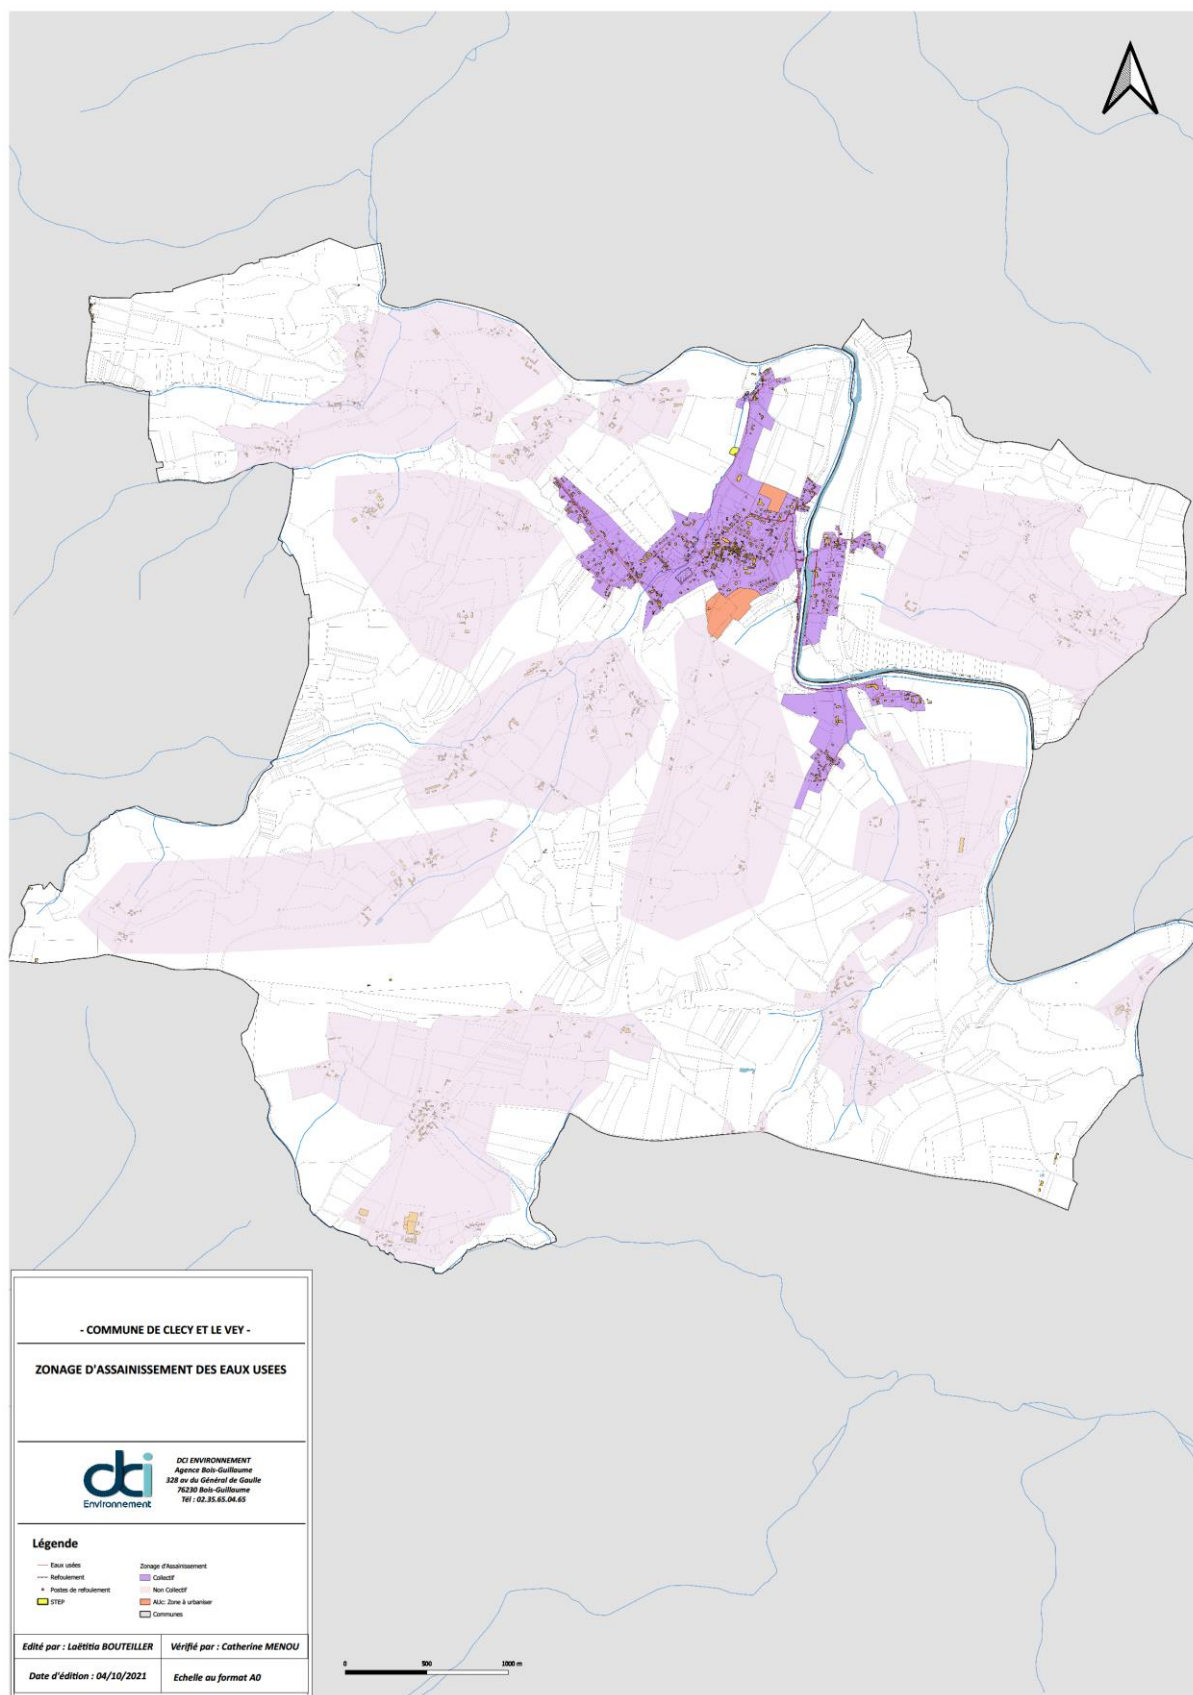 - COMMUNE DE CLECY ET LE VEY -
ZONAGE D'ASSAINISSEMENT DES EAUX USEES
dci
Environnement
DCI ENVIRONNEMENT
Agence Bois-Guillaume
328 av du Général de Gaulle
76230 Bois-Guillaume
Tél : 02.35.65.04.65
Légende
Eaux usées
Refoulement
Postes de refoulement
STEP
Zonage d'Assainissement
Collectif
Non Collectif
AUc: Zone à urbaniser
Communes
Edité par : Laëtitia BOUTEILLER
Vérifié par : Catherine MENOU
Date d'édition : 04/10/2021
Echelle au format A0
0 500 1000 m